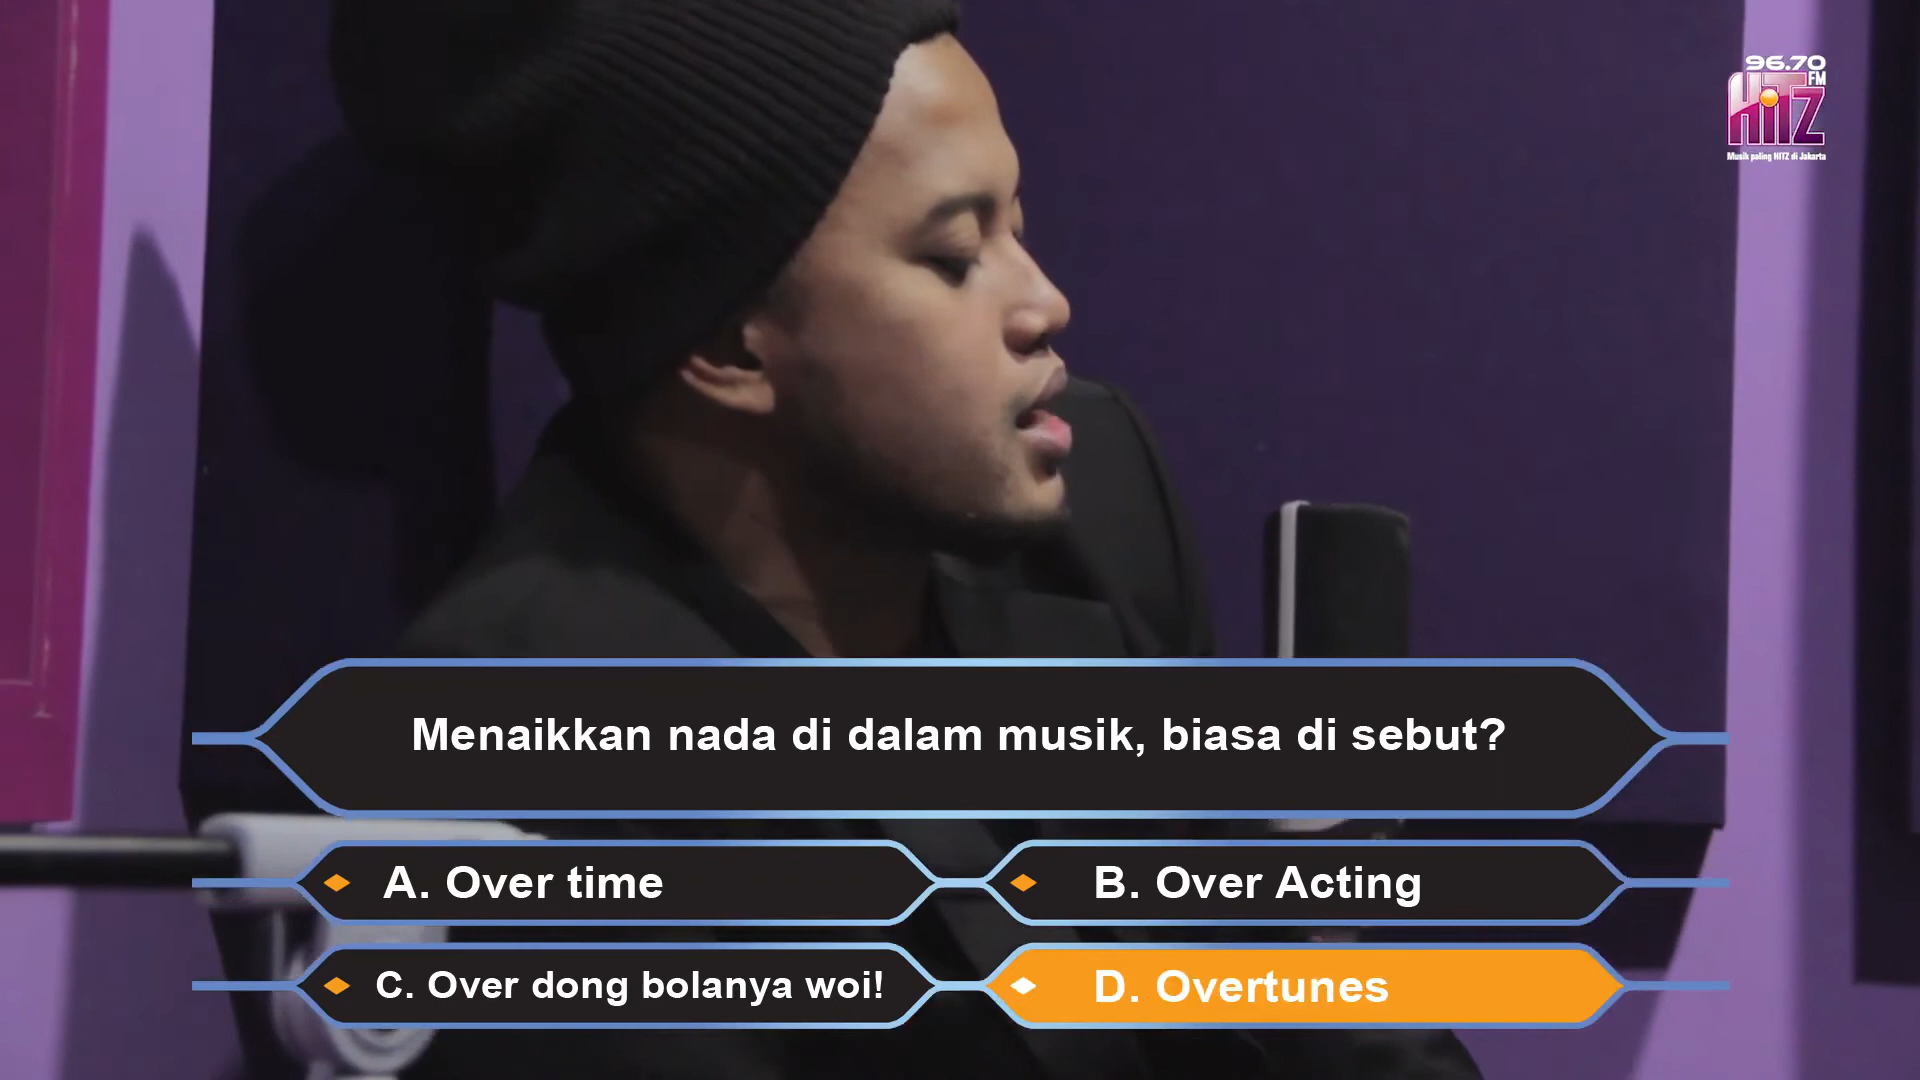 96.70
FM
HiTZ
Musik paling HITZ di Jakarta
Menaikkan nada di dalam musik, biasa di sebut?
A. Over time
B. Over Acting
C. Over dong bolanya woi!
D. Overtunes